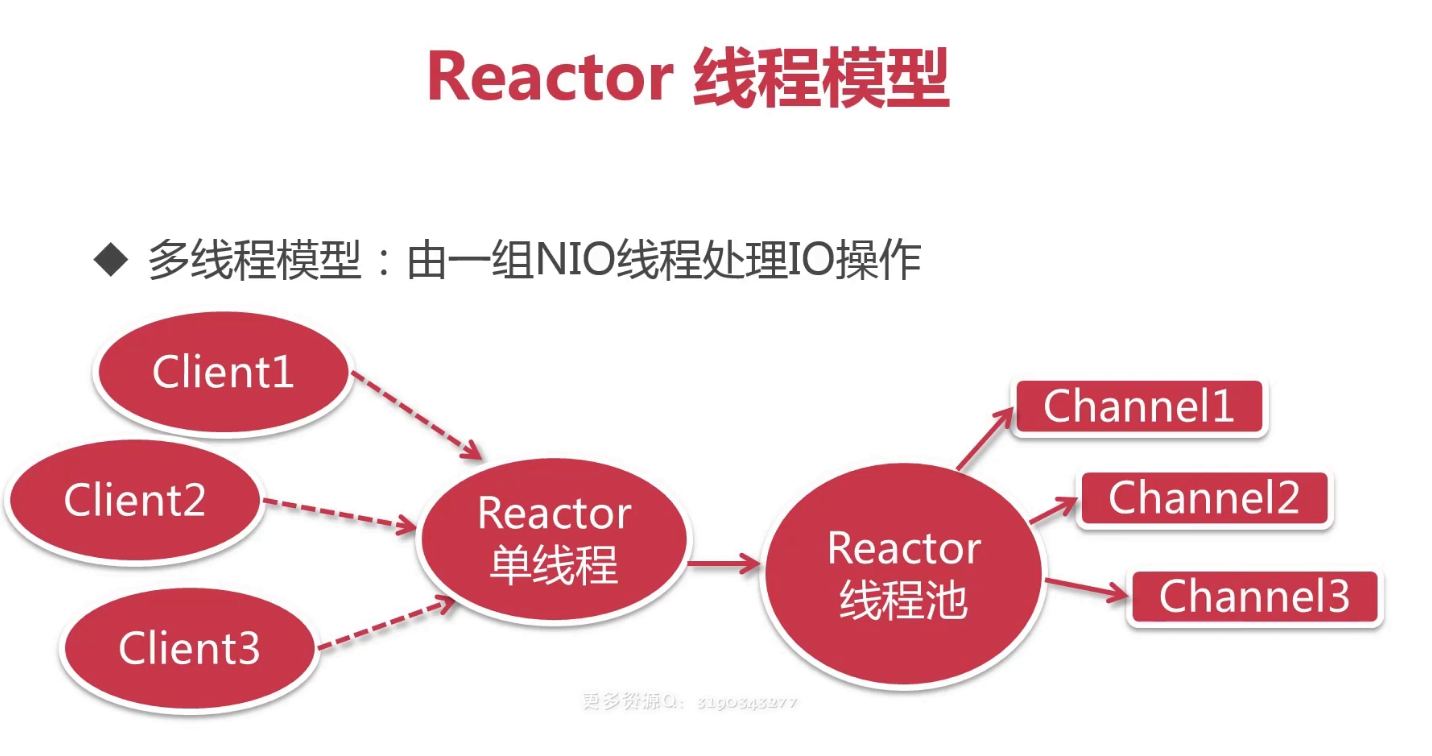 Reactor 线程模型
◆ 多线程模型：由一组NIO线程处理IO操作
Client1
Client2
Client3
Reactor
单线程
Reactor
线程池
Channel1
Channel2
Channel3
更多资源Q：3190343277